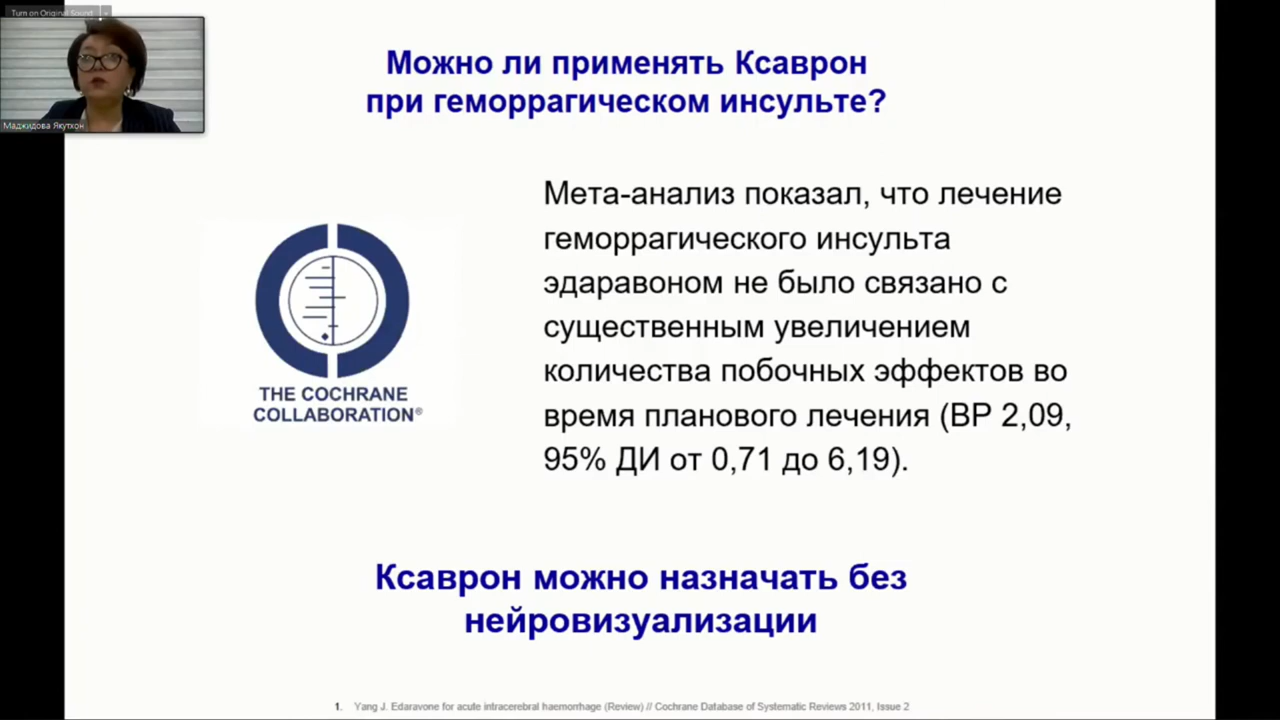 Turn on Original Sound
Маджидова Якутхон
Можно ли применять Ксаврон
при геморрагическом инсульте?
THE COCHRANE
COLLABORATION®
Мета-анализ показал, что лечение
геморрагического инсульта
эдаравоном не было связано с
существенным увеличением
количества побочных эффектов во
время планового лечения (ВР 2,09,
95% ДИ от 0,71 до 6,19).
Ксаврон можно назначать без
нейровизуализации
1. Yang J. Edaravone for acute intracerebral haemorrhage (Review) // Cochrane Database of Systematic Reviews 2011, Issue 2